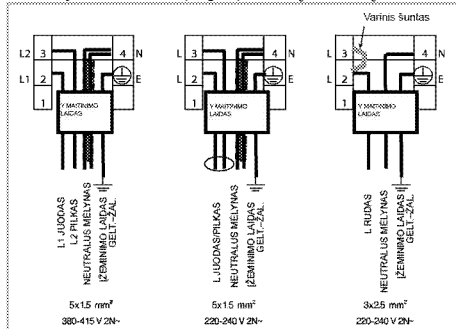 Varinis šuntas
L2 3 4 N
L1 2 E
1
Y MAITINIMO LAIDAS
L1 JUODAS
L2 PILKAS
NEUTRALUS MĖLYNAS
ĮŽEMINIMO LAIDAS
GELT.–ŽAL.
5x1.5 mm²
380-415 V 2N~
3 4 N
L 2 E
1
Y MAITINIMO LAIDAS
L JUODAS/PILKAS
NEUTRALUS MĖLYNAS
ĮŽEMINIMO LAIDAS
GELT.–ŽAL.
5x1.5 mm²
220-240 V 2N~
L 3 4 N
2 E
1
Y MAITINIMO LAIDAS
L RUDAS
NEUTRALUS MĖLYNAS
ĮŽEMINIMO LAIDAS
GELT.–ŽAL.
3x2.5 mm²
220-240 V 2N~